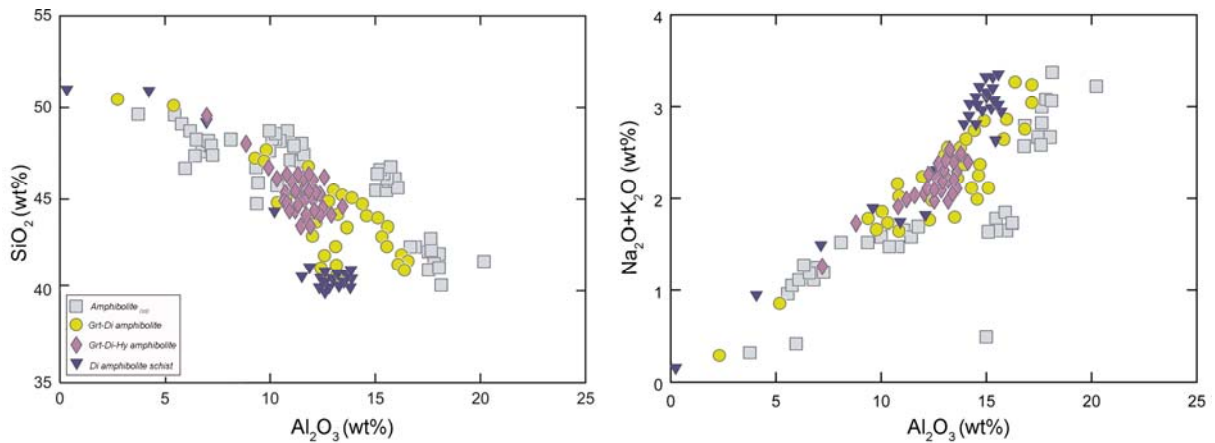 55
50
45
40
35
SiO₂ (wt%)
0 5 10 15 20 25
Al₂O₃ (wt%)
Amphibolite
Grt-Di amphibolite
Grt-Di-Hy amphibolite
Di amphibolite schist
4
3
2
1
0
Na₂O+K₂O (wt%)
0 5 10 15 20 25
Al₂O₃ (wt%)